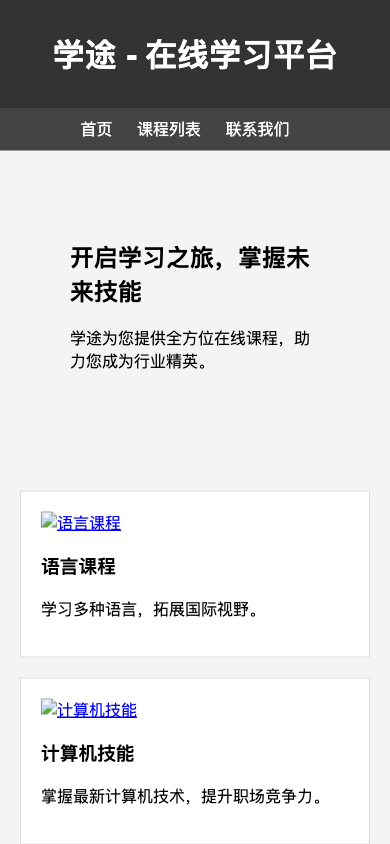 学途 - 在线学习平台
首页 课程列表 联系我们
开启学习之旅，掌握未
来技能
学途为您提供全方位在线课程，助
力您成为行业精英。
语言课程
语言课程
学习多种语言，拓展国际视野。
计算机技能
计算机技能
掌握最新计算机技术，提升职场竞争力。